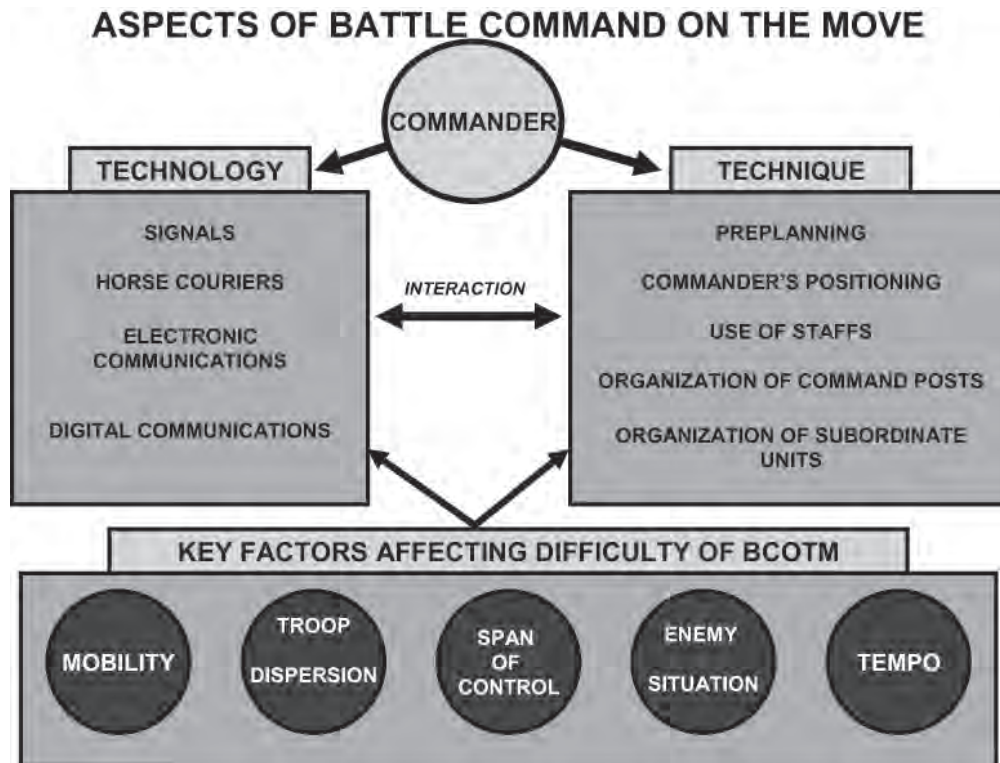 ASPECTS OF BATTLE COMMAND ON THE MOVE
COMMANDER
TECHNOLOGY
SIGNALS
HORSE COURIERS
ELECTRONIC
COMMUNICATIONS
DIGITAL COMMUNICATIONS
INTERACTION
TECHNIQUE
PREPLANNING
COMMANDER'S POSITIONING
USE OF STAFFS
ORGANIZATION OF COMMAND POSTS
ORGANIZATION OF SUBORDINATE
UNITS
KEY FACTORS AFFECTING DIFFICULTY OF BCOTM
MOBILITY
TROOP
DISPERSION
SPAN
OF
CONTROL
ENEMY
SITUATION
TEMPO